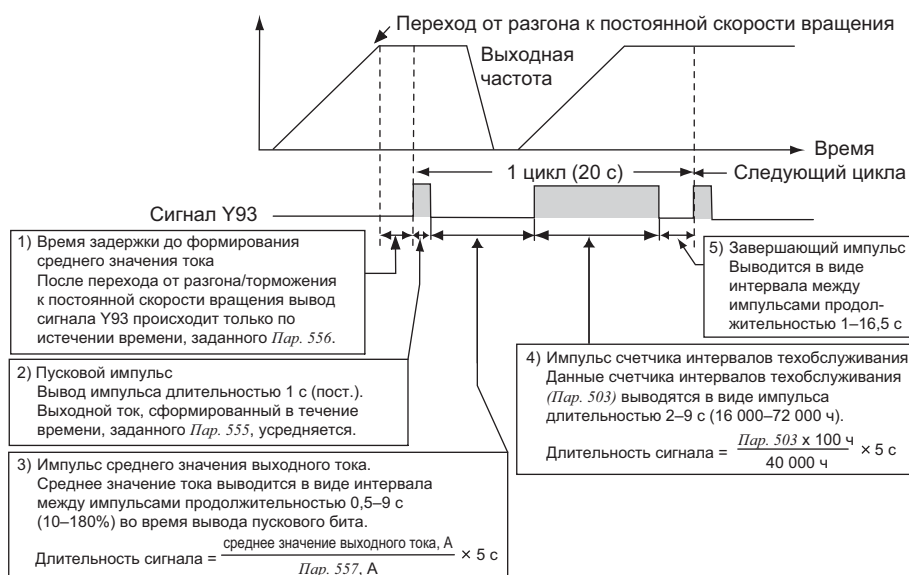 Переход от разгона к постоянной скорости вращения
Выходная
частота
Время
1 цикл (20 с)
Следующий цикла
Сигнал Y93
1) Время задержки до формирования
среднего значения тока
После перехода от разгона/торможения
к постоянной скорости вращения вывод
сигнала Y93 происходит только по
истечении времени, заданного Пар. 556.
2) Пусковой импульс
Вывод импульса длительностью 1 с (пост.).
Выходной ток, сформированный в течение
времени, заданного Пар. 555, усредняется.
3) Импульс среднего значения выходного тока.
Среднее значение тока выводится в виде интервала
между импульсами продолжительностью 0,5–9 с
(10–180%) во время вывода пускового бита.
Длительность сигнала = среднее значение выходного тока, А
Пар. 557, А
× 5 с
5) Завершающий импульс
Выводится в виде
интервала между
импульсами продол-
жительностью 1–16,5 с
4) Импульс счетчика интервалов техобслуживания
Данные счетчика интервалов техобслуживания
(Пар. 503) выводятся в виде импульса
длительностью 2–9 с (16 000–72 000 ч).
Длительность сигнала = Пар. 503 x 100 ч
40 000 ч
× 5 с